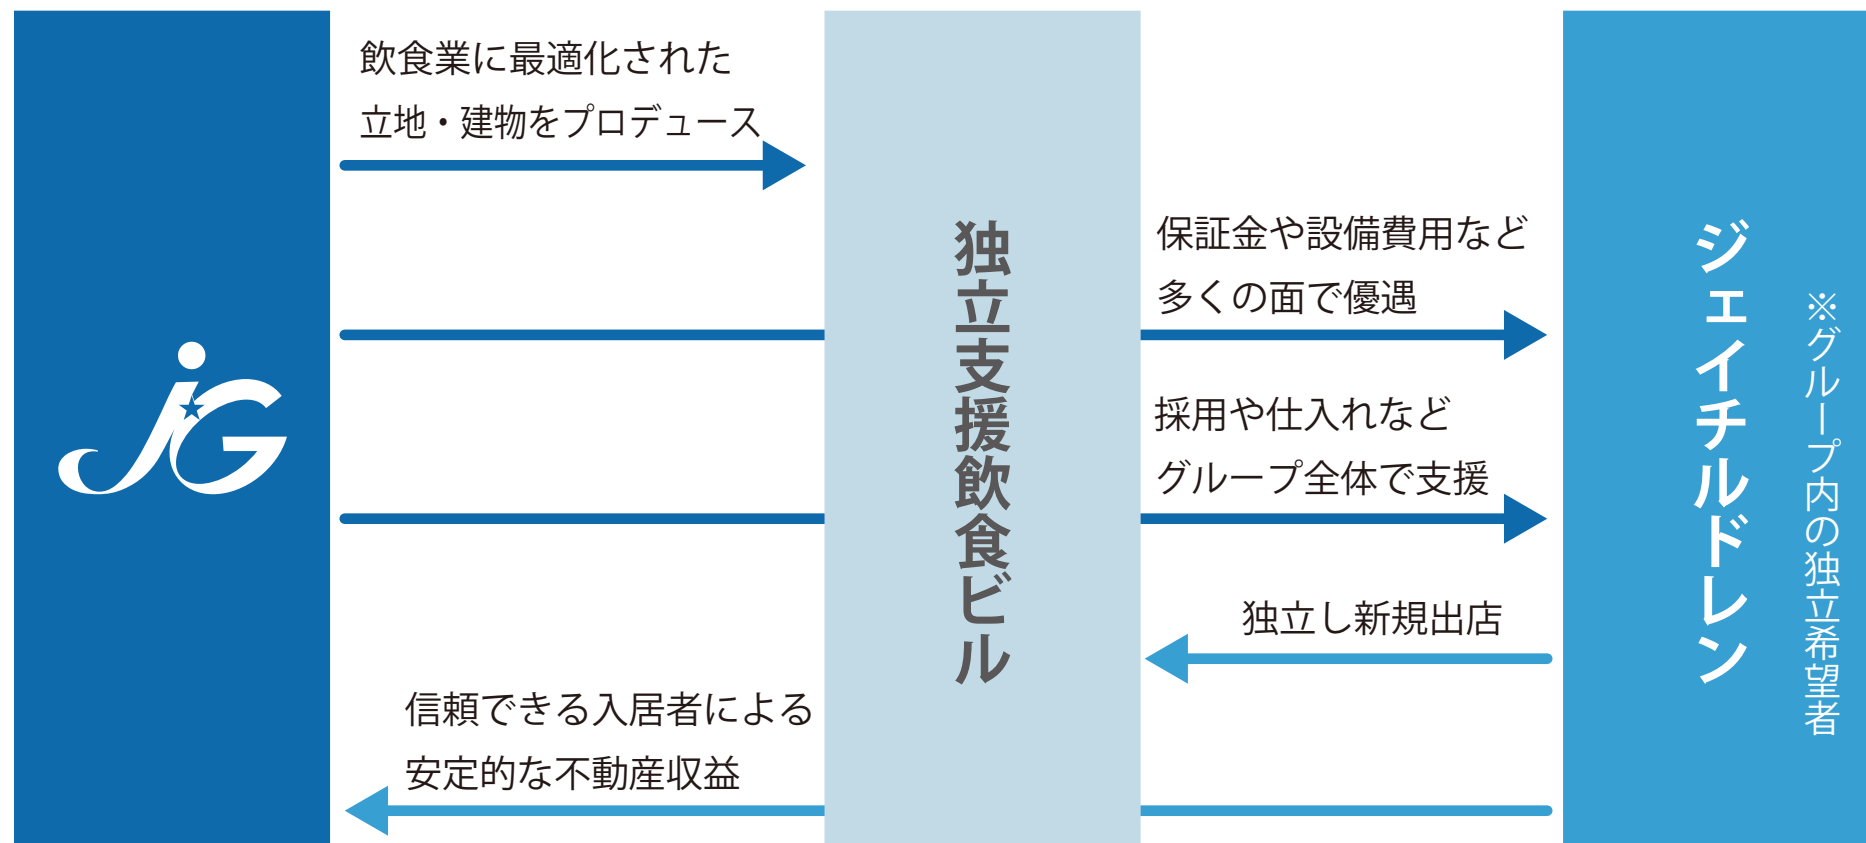 飲食業に最適化された
立地・建物をプロデュース
JG
独立支援飲食ビル
保証金や設備費用など
多くの面で優遇
採用や仕入れなど
グループ全体で支援
独立し新規出店
信頼できる入居者による
安定的な不動産収益
ジェイチルドレン
※グループ内の独立希望者